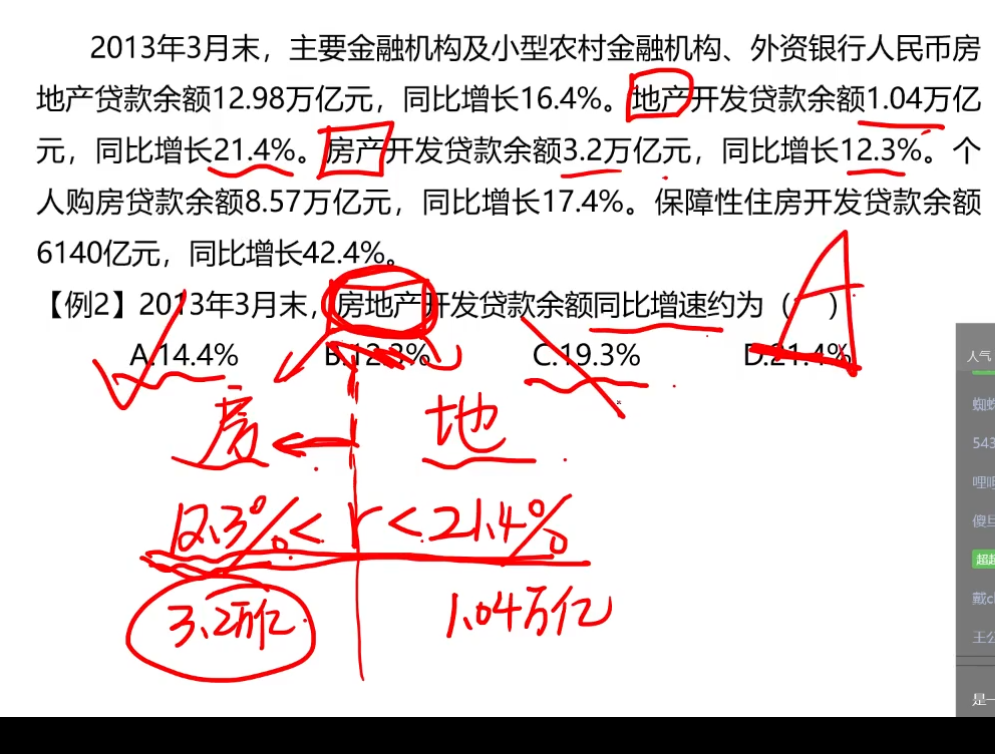 2013年3月末，主要金融机构及小型农村金融机构、外资银行人民币房
地产贷款余额12.98万亿元，同比增长16.4%。地产开发贷款余额1.04万亿
元，同比增长21.4%。房产开发贷款余额3.2万亿元，同比增长12.3%。个
人购房贷款余额8.57万亿元，同比增长17.4%。保障性住房开发贷款余额
6140亿元，同比增长42.4%。
【例2】2013年3月末，房地产开发贷款余额同比增速约为（ ）
A.14.4% B.12.3% C.19.3% D.21.4%
A
房 地
12.3% < r < 21.4%
3.2万亿 1.04万亿
人气
蜘蛛
543
哩
傻旦
超超
戴c
王公
是一